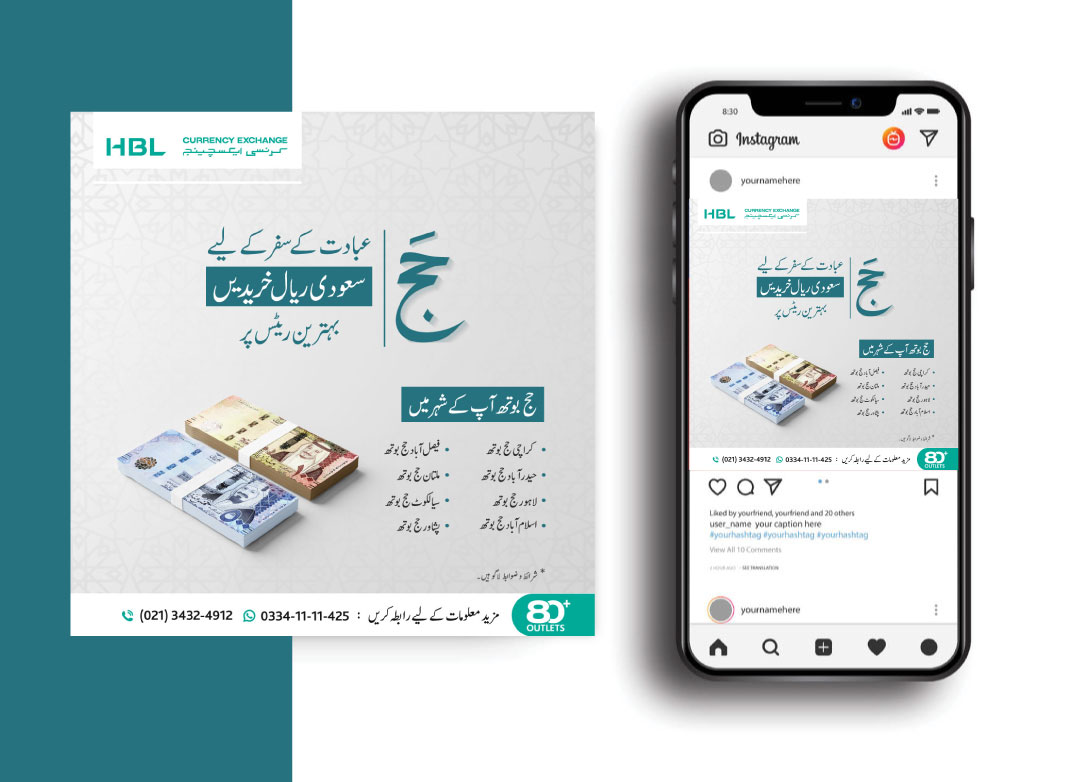 HBL
CURRENCY EXCHANGE
کرنسی ایکسچینج
حج
عبادت کے سفر کے لیے
سعودی ریال خریدیں
بہترین ریٹس پر
حج بوتھ آپ کے شہر میں
• کراچی حج بوتھ
• حیدرآباد حج بوتھ
• لاہور حج بوتھ
• اسلام آباد حج بوتھ
• فیصل آباد حج بوتھ
• ملتان حج بوتھ
• سیالکوٹ حج بوتھ
• پشاور حج بوتھ
* شرائط و ضوابط لاگو ہیں۔
مزید معلومات کے لیے رابطہ کریں : 0334-11-11-425 (021) 3432-4912
80+
OUTLETS
8:30
Instagram
yournamehere
HBL
CURRENCY EXCHANGE
کرنسی ایکسچینج
حج
عبادت کے سفر کے لیے
سعودی ریال خریدیں
بہترین ریٹس پر
حج بوتھ آپ کے شہر میں
• کراچی حج بوتھ
• حیدرآباد حج بوتھ
• لاہور حج بوتھ
• اسلام آباد حج بوتھ
• فیصل آباد حج بوتھ
• ملتان حج بوتھ
• سیالکوٹ حج بوتھ
• پشاور حج بوتھ
* شرائط و ضوابط لاگو ہیں۔
مزید معلومات کے لیے رابطہ کریں : 0334-11-11-425 (021) 3432-4912
80+
OUTLETS
Liked by yourfriend, yourfriend and 20 others
user_name your caption here
#yourhashtag #yourhashtag #yourhashtag
View All 10 Comments
SEE TRANSLATION
yournamehere